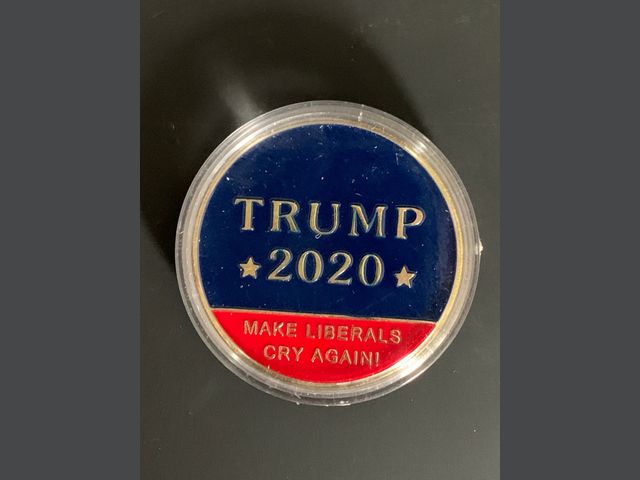 TRUMP
★ 2020 ★
MAKE LIBERALS
CRY AGAIN!